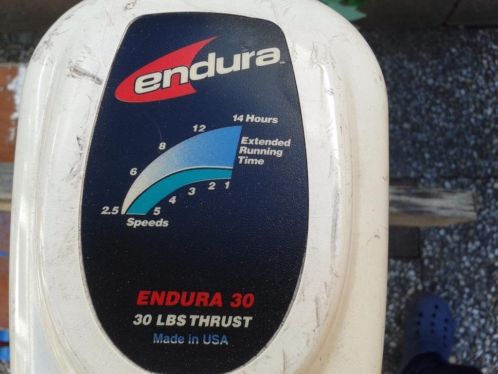 endura™
14 Hours
12
8
6
2.5
Extended
Running
Time
5 4 3 2 1
Speeds
ENDURA 30
30 LBS THRUST
Made in USA